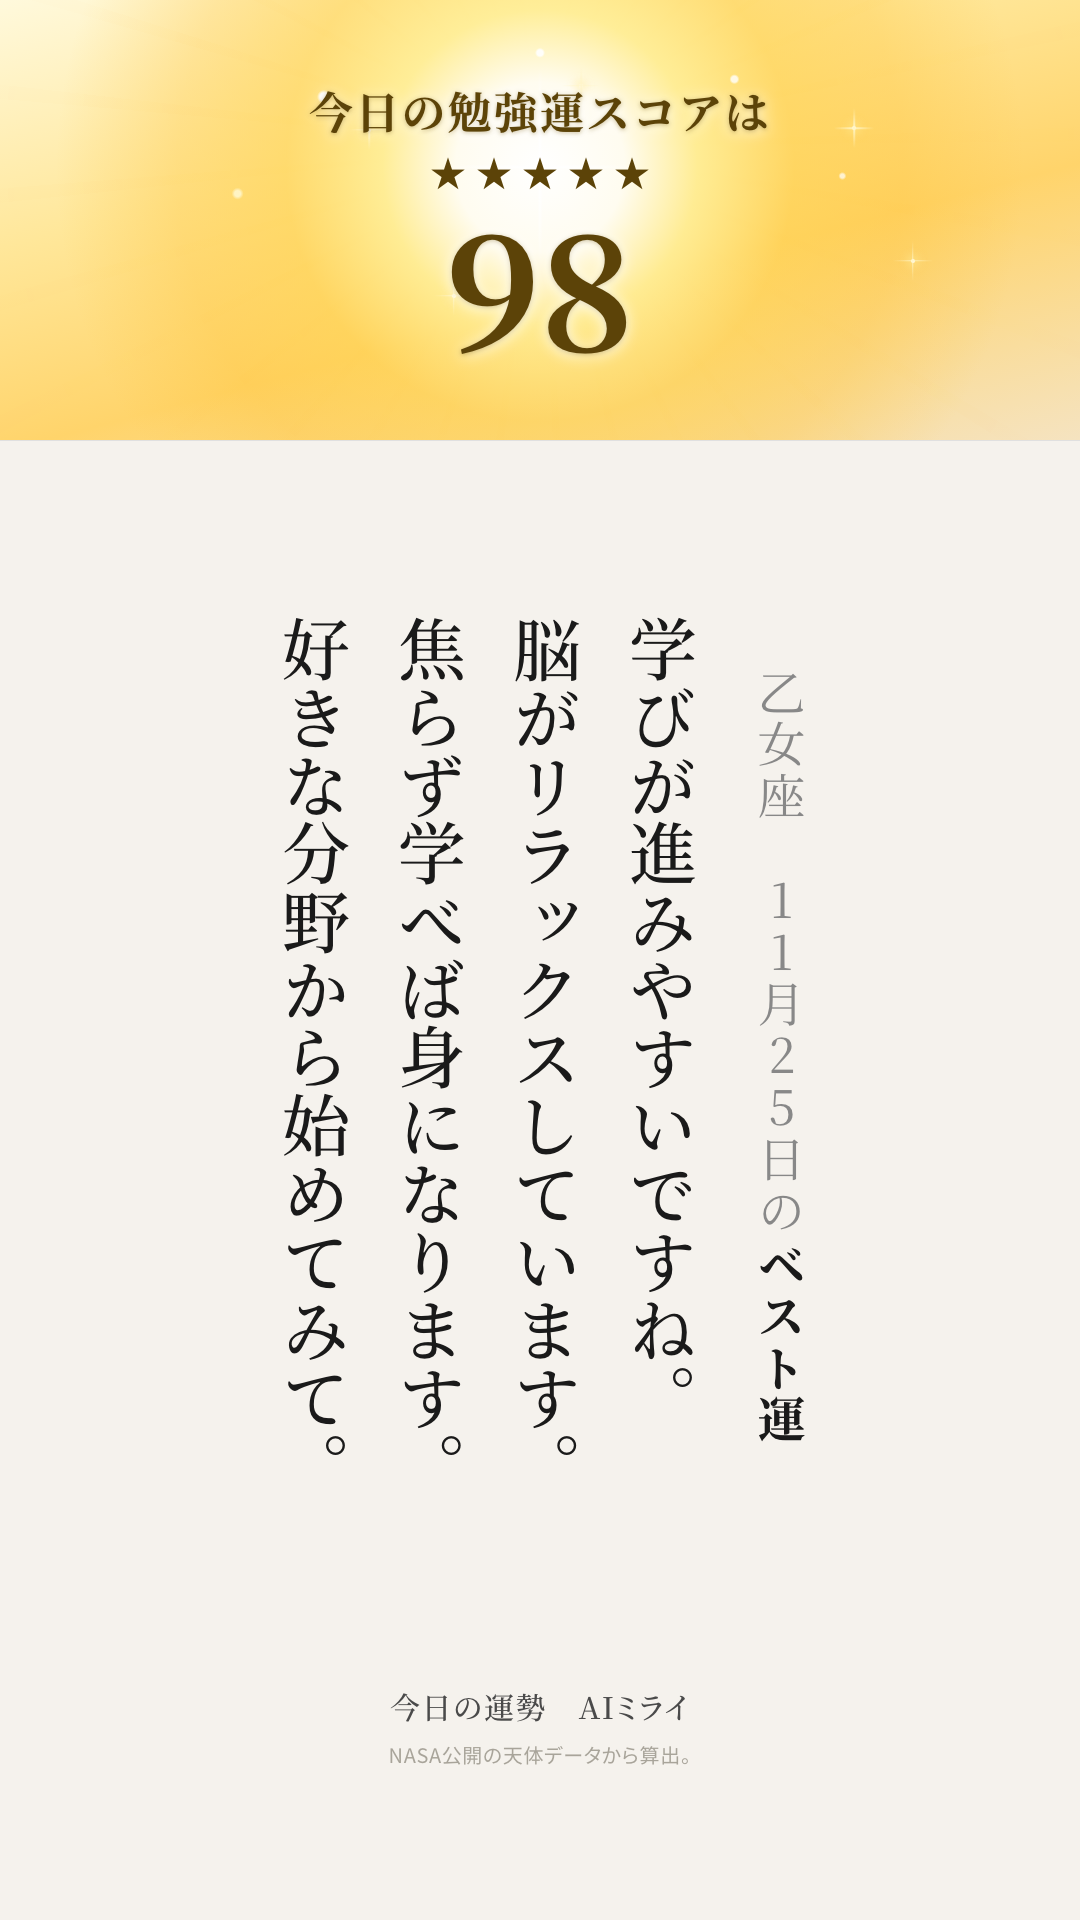 今日の勉強運スコアは
★★★★★
98
乙女座　11月25日のベスト運
学びが進みやすいですね。
脳がリラックスしています。
焦らず学べば身になります。
好きな分野から始めてみて。
今日の運勢　AIミライ
NASA公開の天体データから算出。